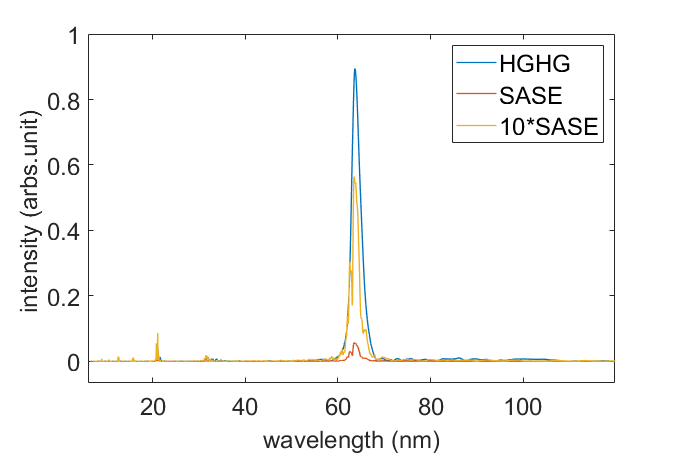 1
0.8
0.6
0.4
0.2
0
intensity (arbs.unit)
HGHG
SASE
10*SASE
20 40 60 80 100
wavelength (nm)